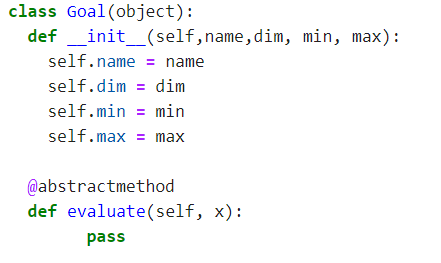 class Goal(object):
  def __init__(self,name,dim, min, max):
    self.name = name
    self.dim = dim
    self.min = min
    self.max = max

  @abstractmethod
  def evaluate(self, x):
        pass